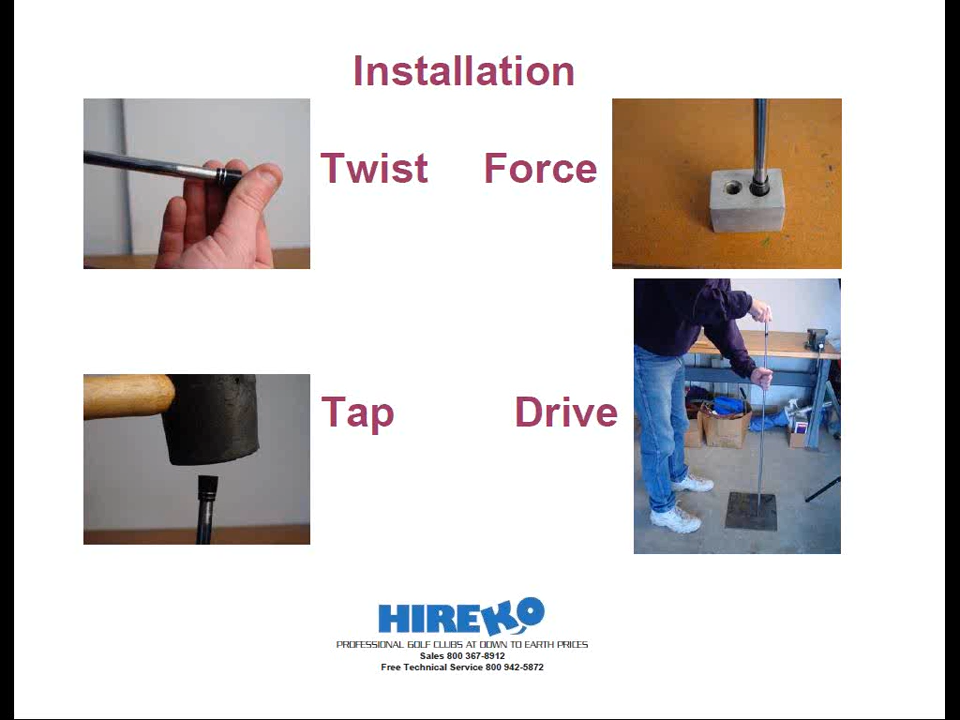 Installation
Twist Force
Tap Drive
HIREKO
PROFESSIONAL GOLF CLUBS AT DOWN TO EARTH PRICES
Sales 800 367-8912
Free Technical Service 800 942-5872